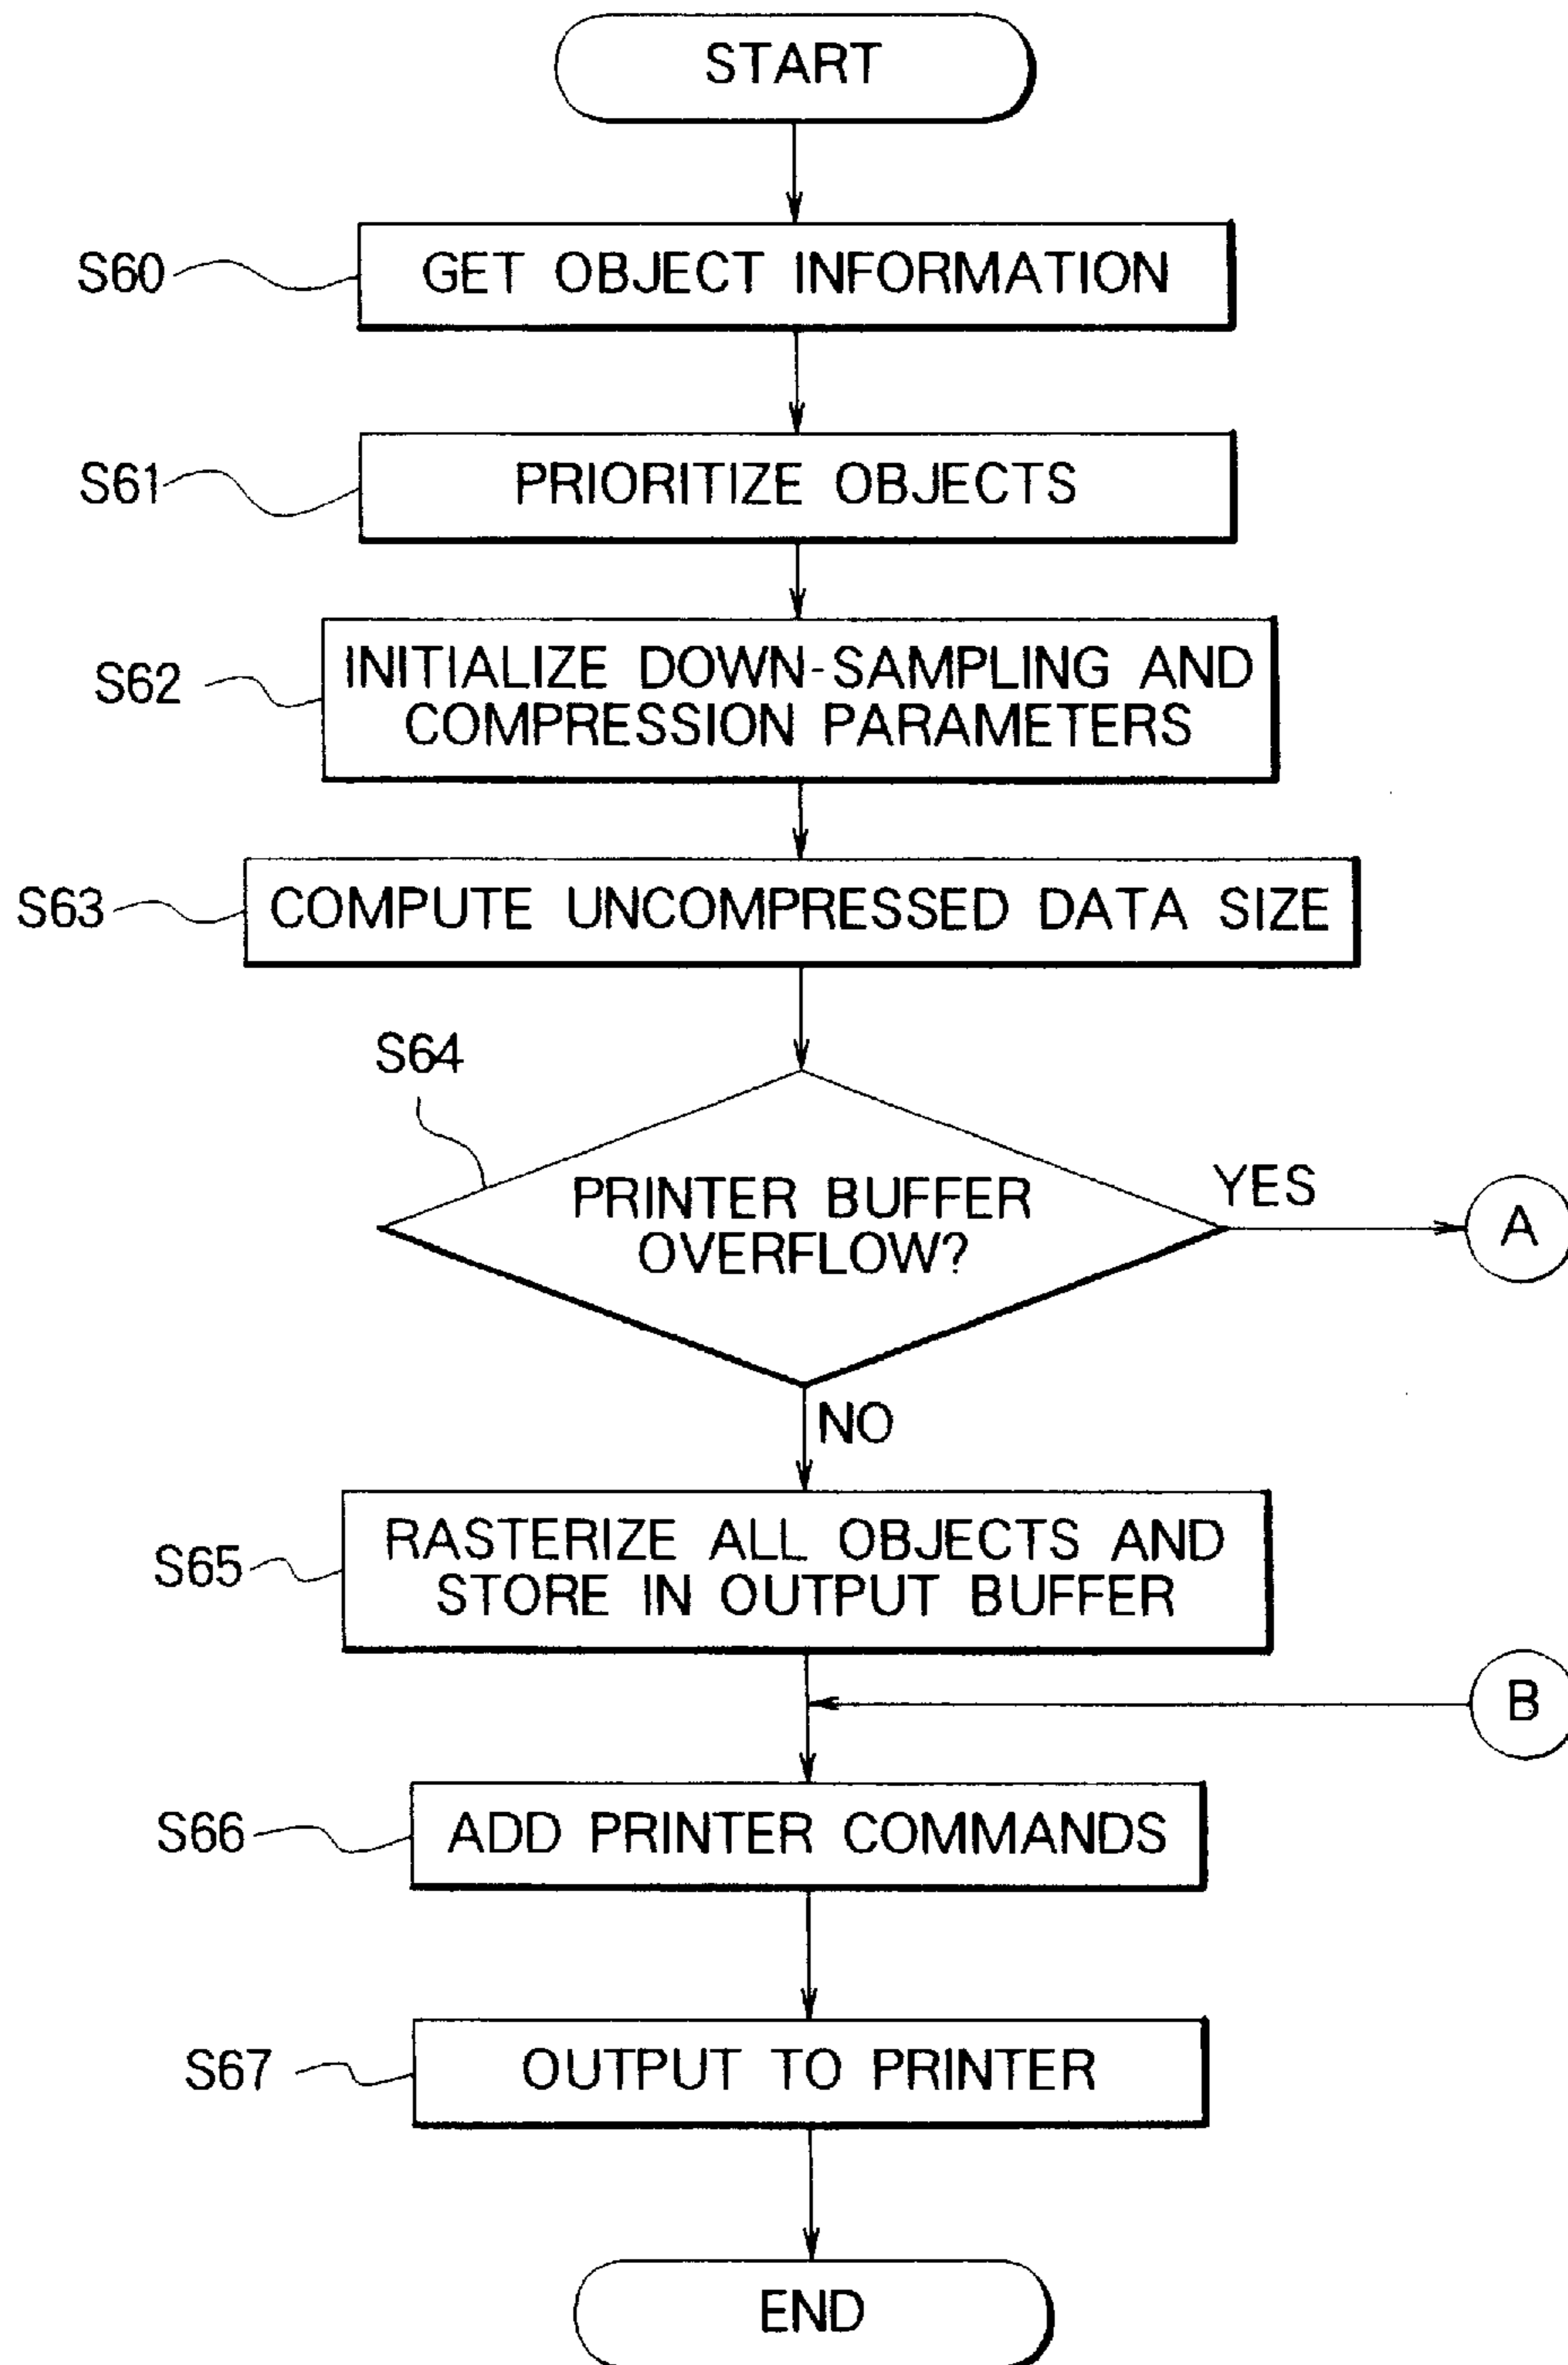 START
S60
GET OBJECT INFORMATION
S61
PRIORITIZE OBJECTS
S62
INITIALIZE DOWN-SAMPLING AND
COMPRESSION PARAMETERS
S63
COMPUTE UNCOMPRESSED DATA SIZE
S64
PRINTER BUFFER
OVERFLOW?
YES
A
NO
S65
RASTERIZE ALL OBJECTS AND
STORE IN OUTPUT BUFFER
B
S66
ADD PRINTER COMMANDS
S67
OUTPUT TO PRINTER
END